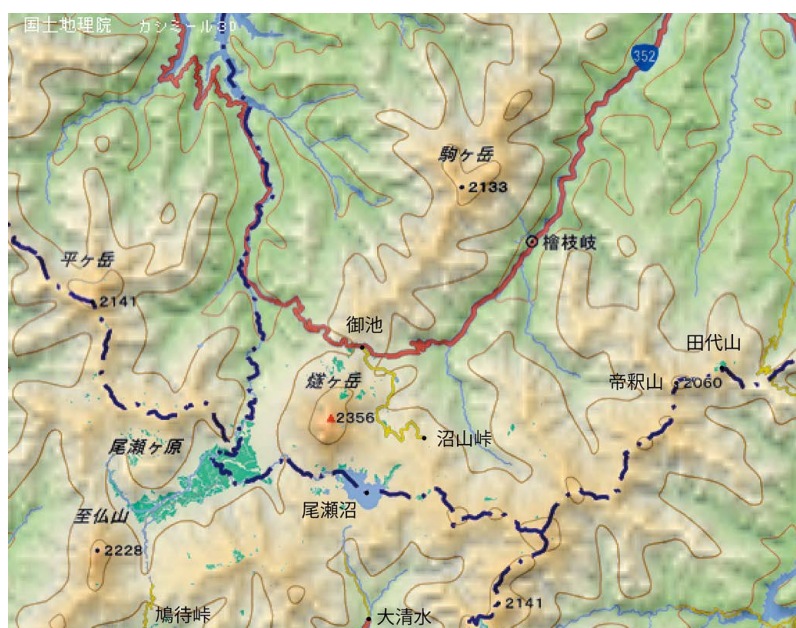 国土地理院 カシミール3D
352
駒ヶ岳
2133
檜枝岐
平ヶ岳
2141
御池
田代山
燧ヶ岳
帝釈山
2060
2356
沼山峠
尾瀬ヶ原
尾瀬沼
至仏山
2228
2141
鳩待峠
大清水